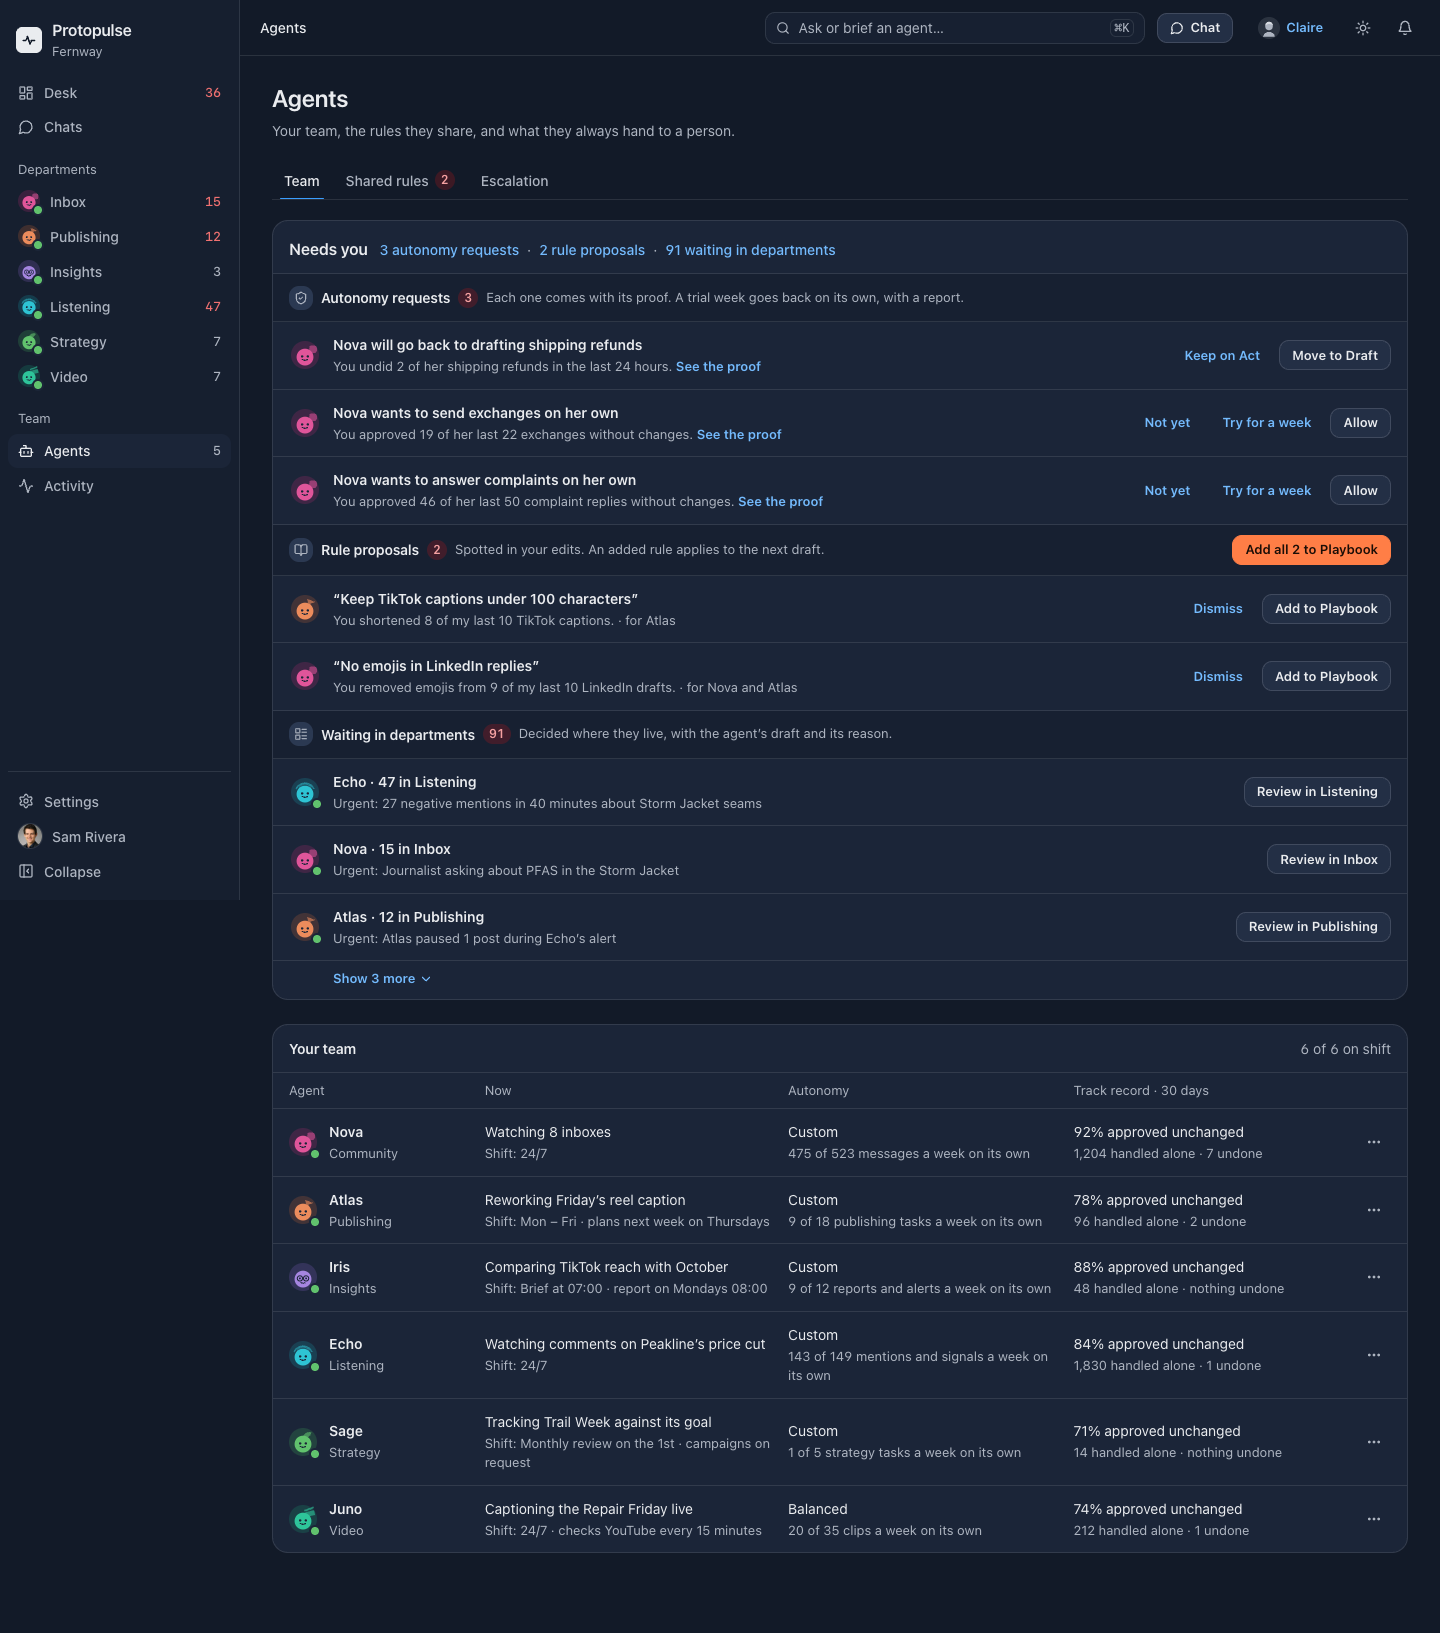 Protopulse
Fernway
Desk 36
Chats
Departments
Inbox 15
Publishing 12
Insights 3
Listening 47
Strategy 7
Video 7
Team
Agents 5
Activity
Settings
Sam Rivera
Collapse
Agents
Ask or brief an agent... ⌘K
Chat
Claire
Agents
Your team, the rules they share, and what they always hand to a person.
Team
Shared rules 2
Escalation
Needs you 3 autonomy requests · 2 rule proposals · 91 waiting in departments
Autonomy requests 3 Each one comes with its proof. A trial week goes back on its own, with a report.
Nova will go back to drafting shipping refunds
You undid 2 of her shipping refunds in the last 24 hours. See the proof
Keep on Act
Move to Draft
Nova wants to send exchanges on her own
You approved 19 of her last 22 exchanges without changes. See the proof
Not yet
Try for a week
Allow
Nova wants to answer complaints on her own
You approved 46 of her last 50 complaint replies without changes. See the proof
Not yet
Try for a week
Allow
Rule proposals 2 Spotted in your edits. An added rule applies to the next draft.
Add all 2 to Playbook
“Keep TikTok captions under 100 characters”
You shortened 8 of my last 10 TikTok captions. · for Atlas
Dismiss
Add to Playbook
“No emojis in LinkedIn replies”
You removed emojis from 9 of my last 10 LinkedIn drafts. · for Nova and Atlas
Dismiss
Add to Playbook
Waiting in departments 91 Decided where they live, with the agent’s draft and its reason.
Echo · 47 in Listening
Urgent: 27 negative mentions in 40 minutes about Storm Jacket seams
Review in Listening
Nova · 15 in Inbox
Urgent: Journalist asking about PFAS in the Storm Jacket
Review in Inbox
Atlas · 12 in Publishing
Urgent: Atlas paused 1 post during Echo’s alert
Review in Publishing
Show 3 more
Your team
6 of 6 on shift
Agent Now Autonomy Track record · 30 days
Nova
Community
Watching 8 inboxes
Shift: 24/7
Custom
475 of 523 messages a week on its own
92% approved unchanged
1,204 handled alone · 7 undone
Atlas
Publishing
Reworking Friday’s reel caption
Shift: Mon – Fri · plans next week on Thursdays
Custom
9 of 18 publishing tasks a week on its own
78% approved unchanged
96 handled alone · 2 undone
Iris
Insights
Comparing TikTok reach with October
Shift: Brief at 07:00 · report on Mondays 08:00
Custom
9 of 12 reports and alerts a week on its own
88% approved unchanged
48 handled alone · nothing undone
Echo
Listening
Watching comments on Peakline’s price cut
Shift: 24/7
Custom
143 of 149 mentions and signals a week on
its own
84% approved unchanged
1,830 handled alone · 1 undone
Sage
Strategy
Tracking Trail Week against its goal
Shift: Monthly review on the 1st · campaigns on
request
Custom
1 of 5 strategy tasks a week on its own
71% approved unchanged
14 handled alone · nothing undone
Juno
Video
Captioning the Repair Friday live
Shift: 24/7 · checks YouTube every 15 minutes
Balanced
20 of 35 clips a week on its own
74% approved unchanged
212 handled alone · 1 undone